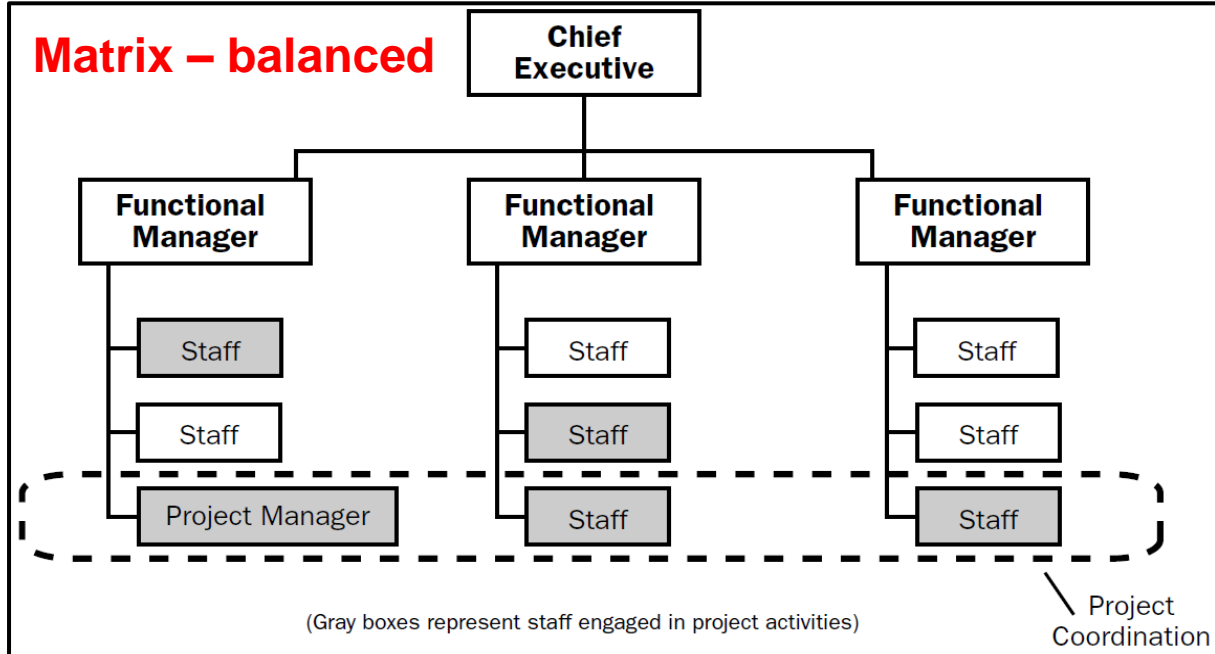 Matrix – balanced
Chief
Executive
Functional
Manager
Functional
Manager
Functional
Manager
Staff
Staff
Staff
Staff
Staff
Staff
Project Manager
Staff
Staff
(Gray boxes represent staff engaged in project activities)
Project
Coordination